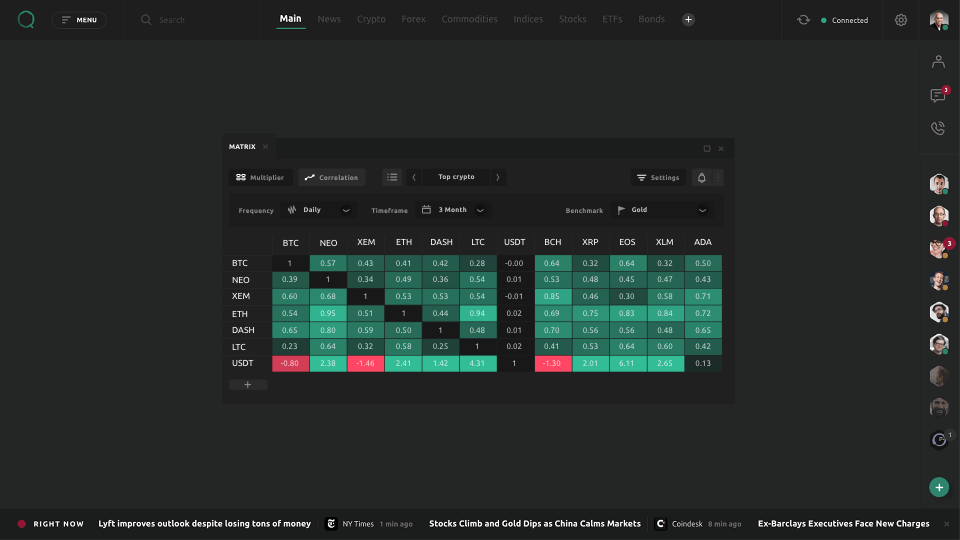 MENU Search Main News Crypto Forex Commodities Indices Stocks ETFs Bonds + Connected
3
3
1
+
MATRIX
Multiplier Correlation Top crypto Settings
Frequency Daily Timeframe 3 Month Benchmark Gold
BTC NEO XEM ETH DASH LTC USDT BCH XRP EOS XLM ADA
BTC 1 0.57 0.43 0.41 0.42 0.28 -0.00 0.64 0.32 0.64 0.32 0.50
NEO 0.39 1 0.34 0.49 0.36 0.54 0.01 0.53 0.48 0.45 0.47 0.43
XEM 0.60 0.68 1 0.53 0.53 0.54 -0.01 0.85 0.46 0.30 0.58 0.71
ETH 0.54 0.95 0.51 1 0.44 0.94 0.02 0.69 0.75 0.83 0.84 0.72
DASH 0.65 0.80 0.59 0.50 1 0.48 0.01 0.70 0.56 0.56 0.48 0.65
LTC 0.23 0.64 0.32 0.58 0.25 1 0.02 0.41 0.53 0.64 0.60 0.42
USDT -0.80 2.38 -1.46 2.41 1.42 4.31 1 -1.30 2.01 6.11 2.65 0.13
+
RIGHT NOW Lyft improves outlook despite losing tons of money NY Times 1 min ago Stocks Climb and Gold Dips as China Calms Markets Coindesk 8 min ago Ex-Barclays Executives Face New Charges